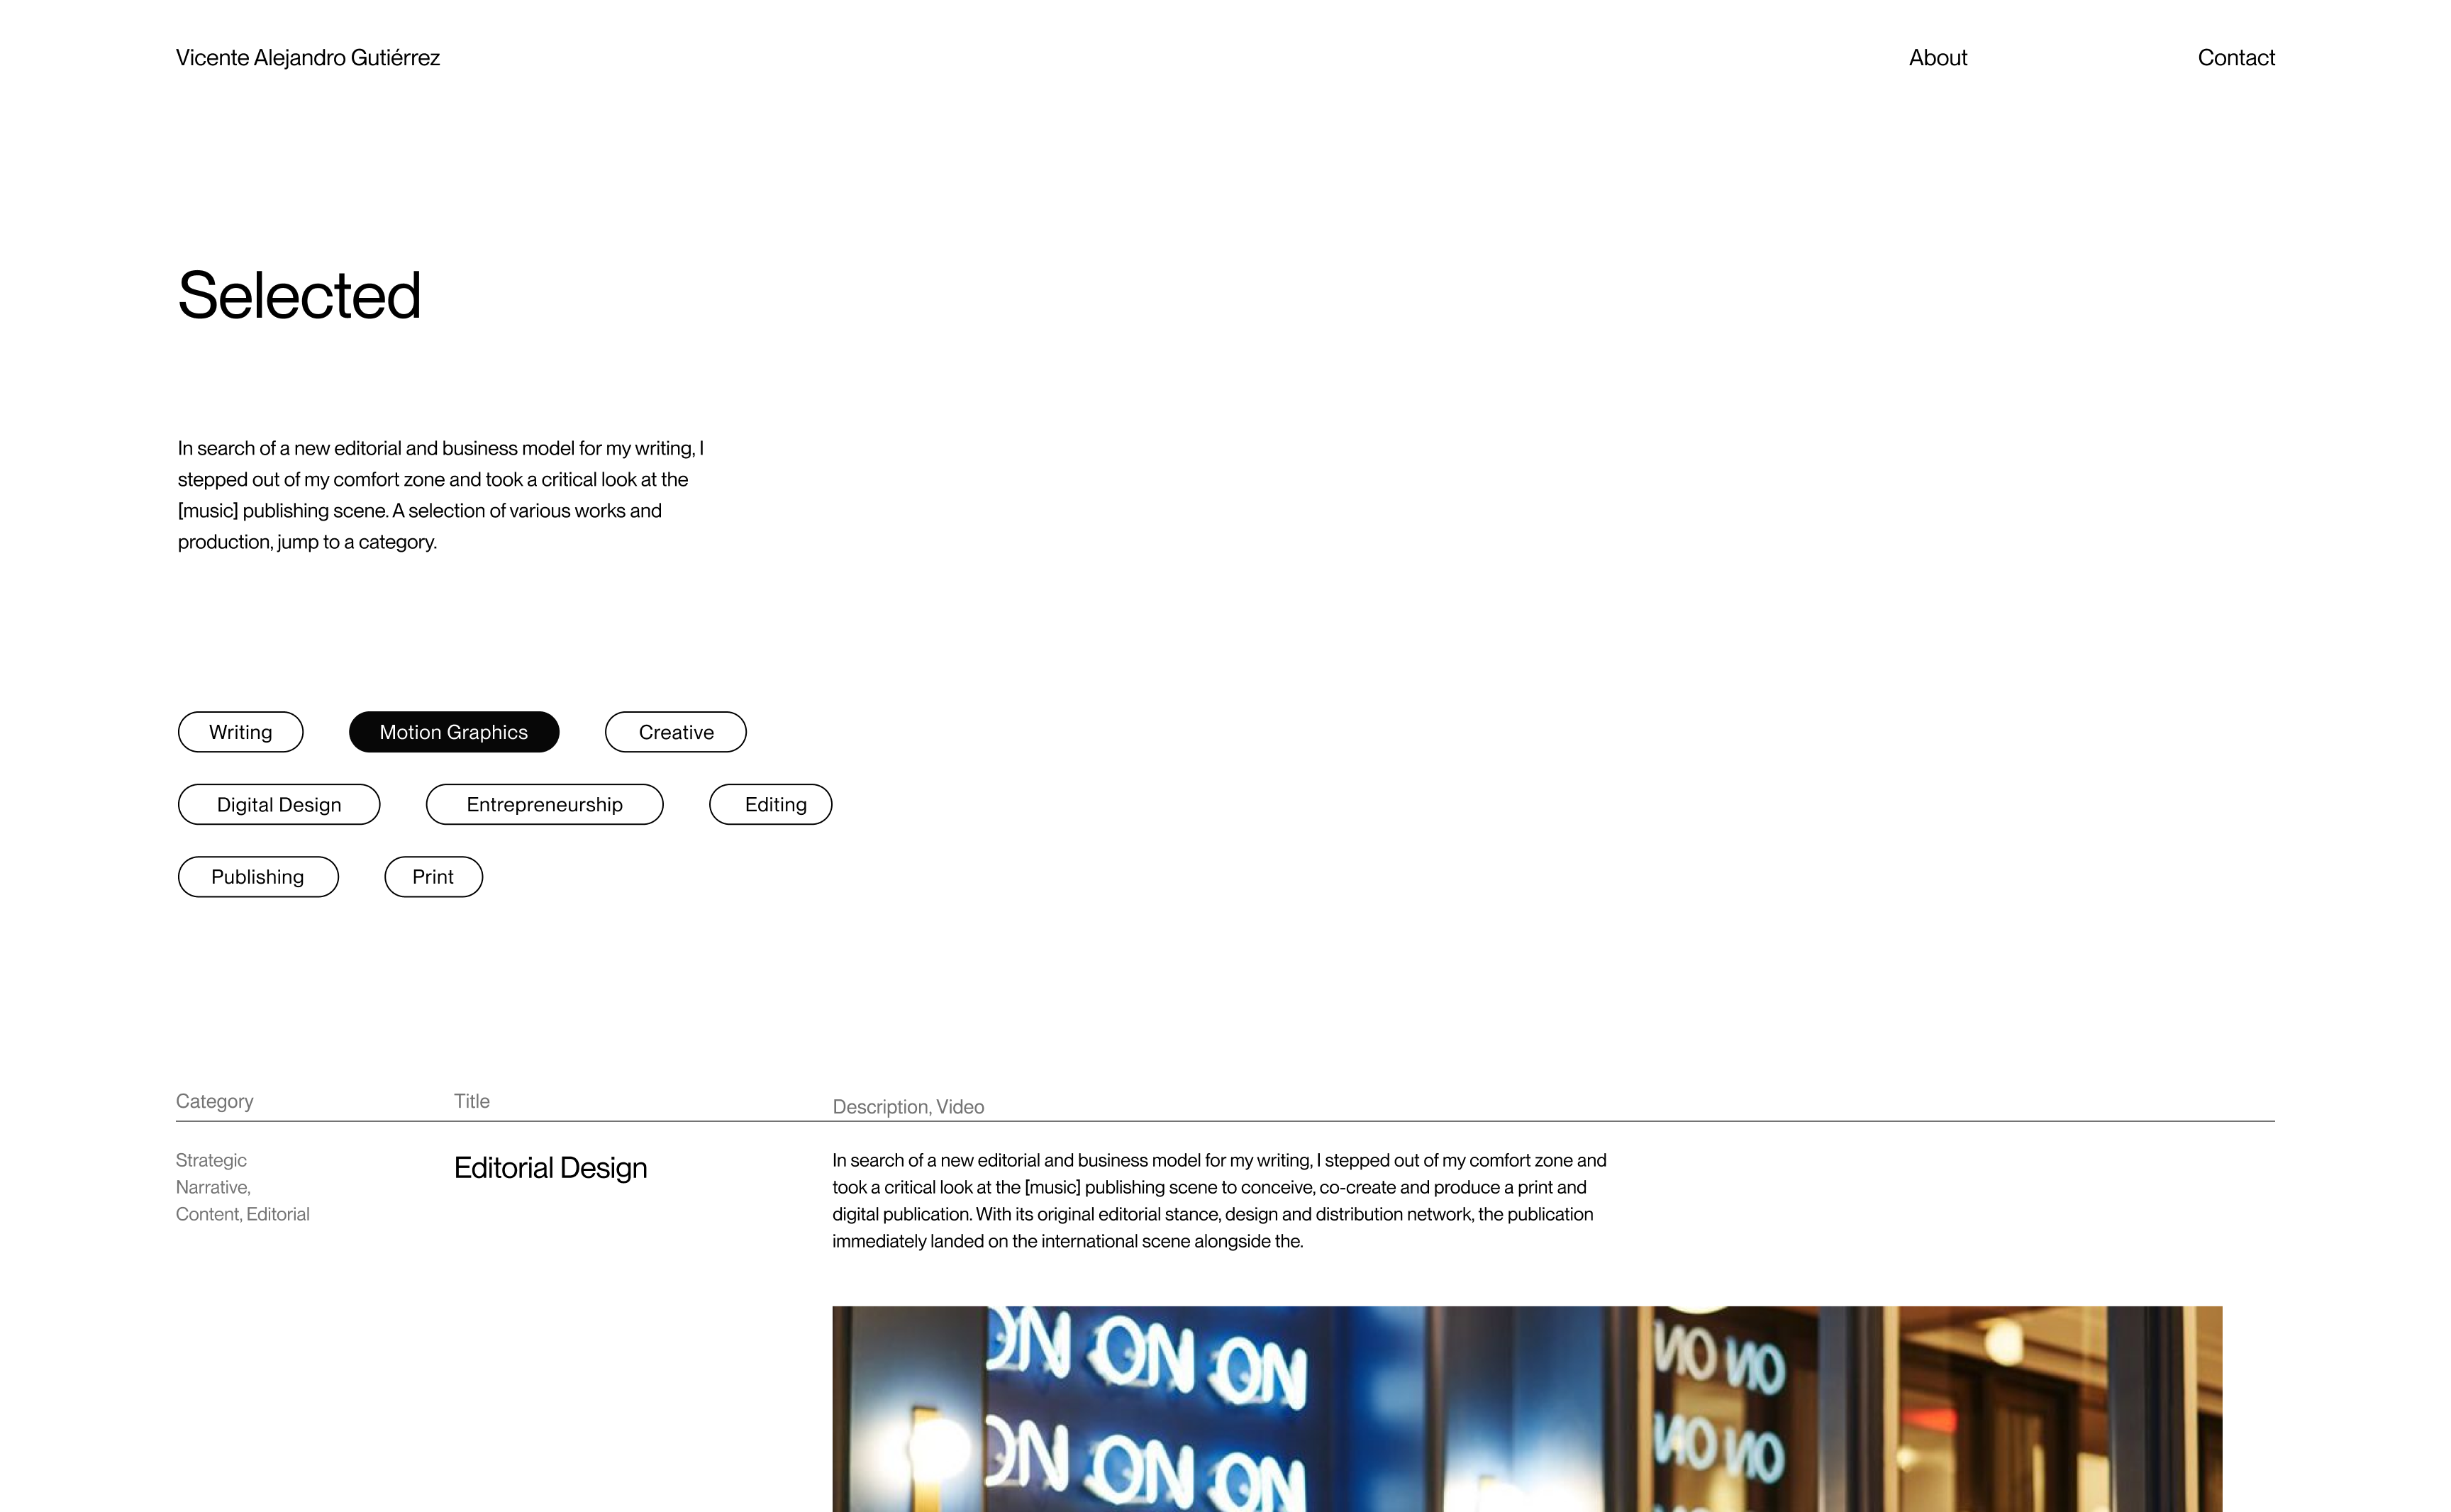 Vicente Alejandro Gutiérrez
About
Contact
Selected
In search of a new editorial and business model for my writing, I
stepped out of my comfort zone and took a critical look at the
[music] publishing scene. A selection of various works and
production, jump to a category.
Writing
Motion Graphics
Creative
Digital Design
Entrepreneurship
Editing
Publishing
Print
Category
Title
Description, Video
Strategic
Narrative,
Content, Editorial
Editorial Design
In search of a new editorial and business model for my writing, I stepped out of my comfort zone and
took a critical look at the [music] publishing scene to conceive, co-create and produce a print and
digital publication. With its original editorial stance, design and distribution network, the publication
immediately landed on the international scene alongside the.
ON ON ON
ON ON ON
ON ON
ON ON